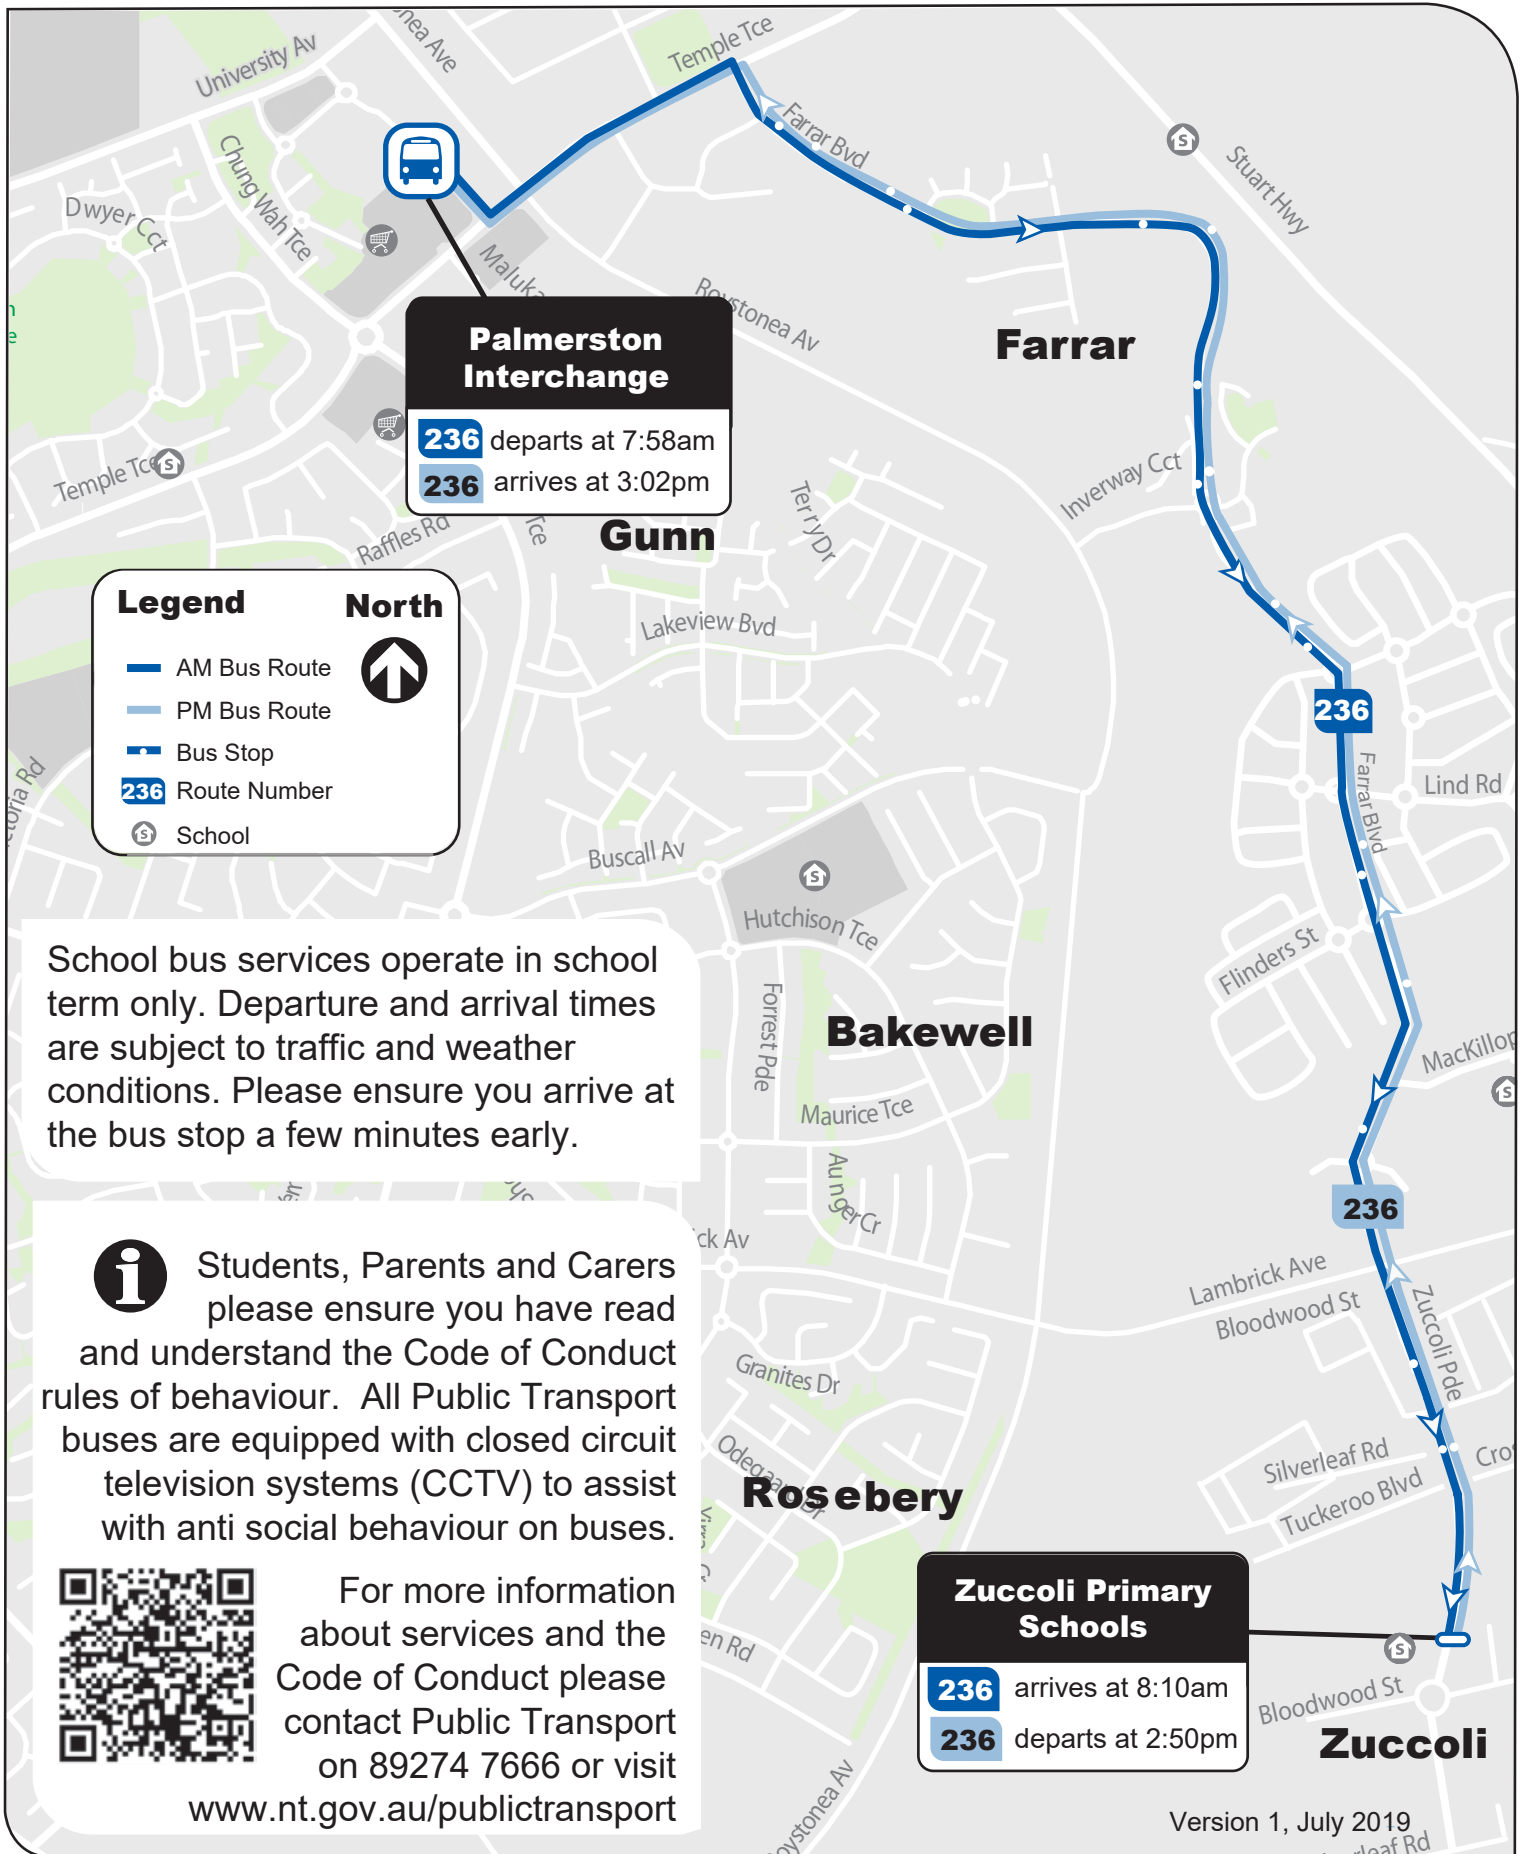 University Av
Temple Tce
Farrar Bvd
Stuart Hwy
Chung Wah Tce
Dwyer Cct
Roystonea Av
Palmerston
Interchange
236 departs at 7:58am
236 arrives at 3:02pm
Farrar
Temple Tce
Raffles Rd
Tce
Gunn
Terry Dr
Inverway Cct
Lakeview Bvd
Legend
North
AM Bus Route
PM Bus Route
Bus Stop
236 Route Number
School
236
Farrar Blvd
Lind Rd
Buscall Av
Hutchison Tce
Flinders St
Forrest Pde
Bakewell
Maurice Tce
Aunger Cr
School bus services operate in school
term only. Departure and arrival times
are subject to traffic and weather
conditions. Please ensure you arrive at
the bus stop a few minutes early.
236
Lambrick Ave
Bloodwood St
Zuccoli Pde
Students, Parents and Carers
please ensure you have read
and understand the Code of Conduct
rules of behaviour. All Public Transport
buses are equipped with closed circuit
television systems (CCTV) to assist
with anti social behaviour on buses.
For more information
about services and the
Code of Conduct please
contact Public Transport
on 89274 7666 or visit
www.nt.gov.au/publictransport
Granites Dr
Odegaard Dr
Rosebery
Silverleaf Rd
Tuckeroo Blvd
Zuccoli Primary
Schools
236 arrives at 8:10am
236 departs at 2:50pm
Bloodwood St
Zuccoli
Version 1, July 2019